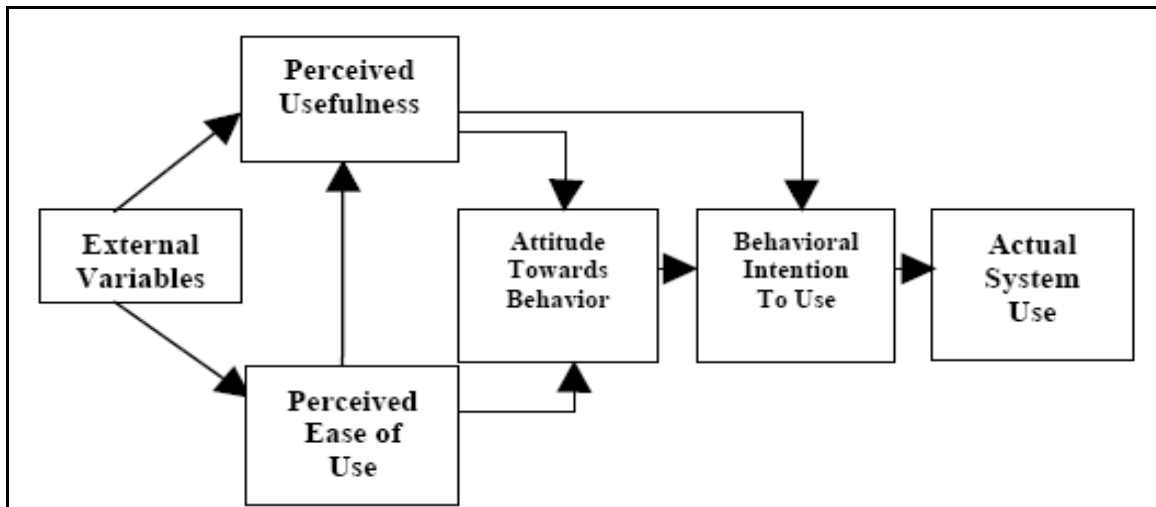 Perceived
Usefulness
External
Variables
Attitude
Towards
Behavior
Behavioral
Intention
To Use
Actual
System
Use
Perceived
Ease of
Use